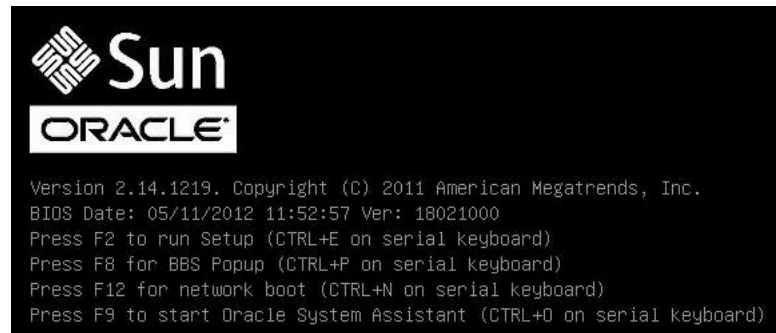 Sun
ORACLE
Version 2.14.1219. Copyright (C) 2011 American Megatrends, Inc.
BIOS Date: 05/11/2012 11:52:57 Ver: 18021000
Press F2 to run Setup (CTRL+E on serial keyboard)
Press F8 for BBS Popup (CTRL+P on serial keyboard)
Press F12 for network boot (CTRL+N on serial keyboard)
Press F9 to start Oracle System Assistant (CTRL+O on serial keyboard)